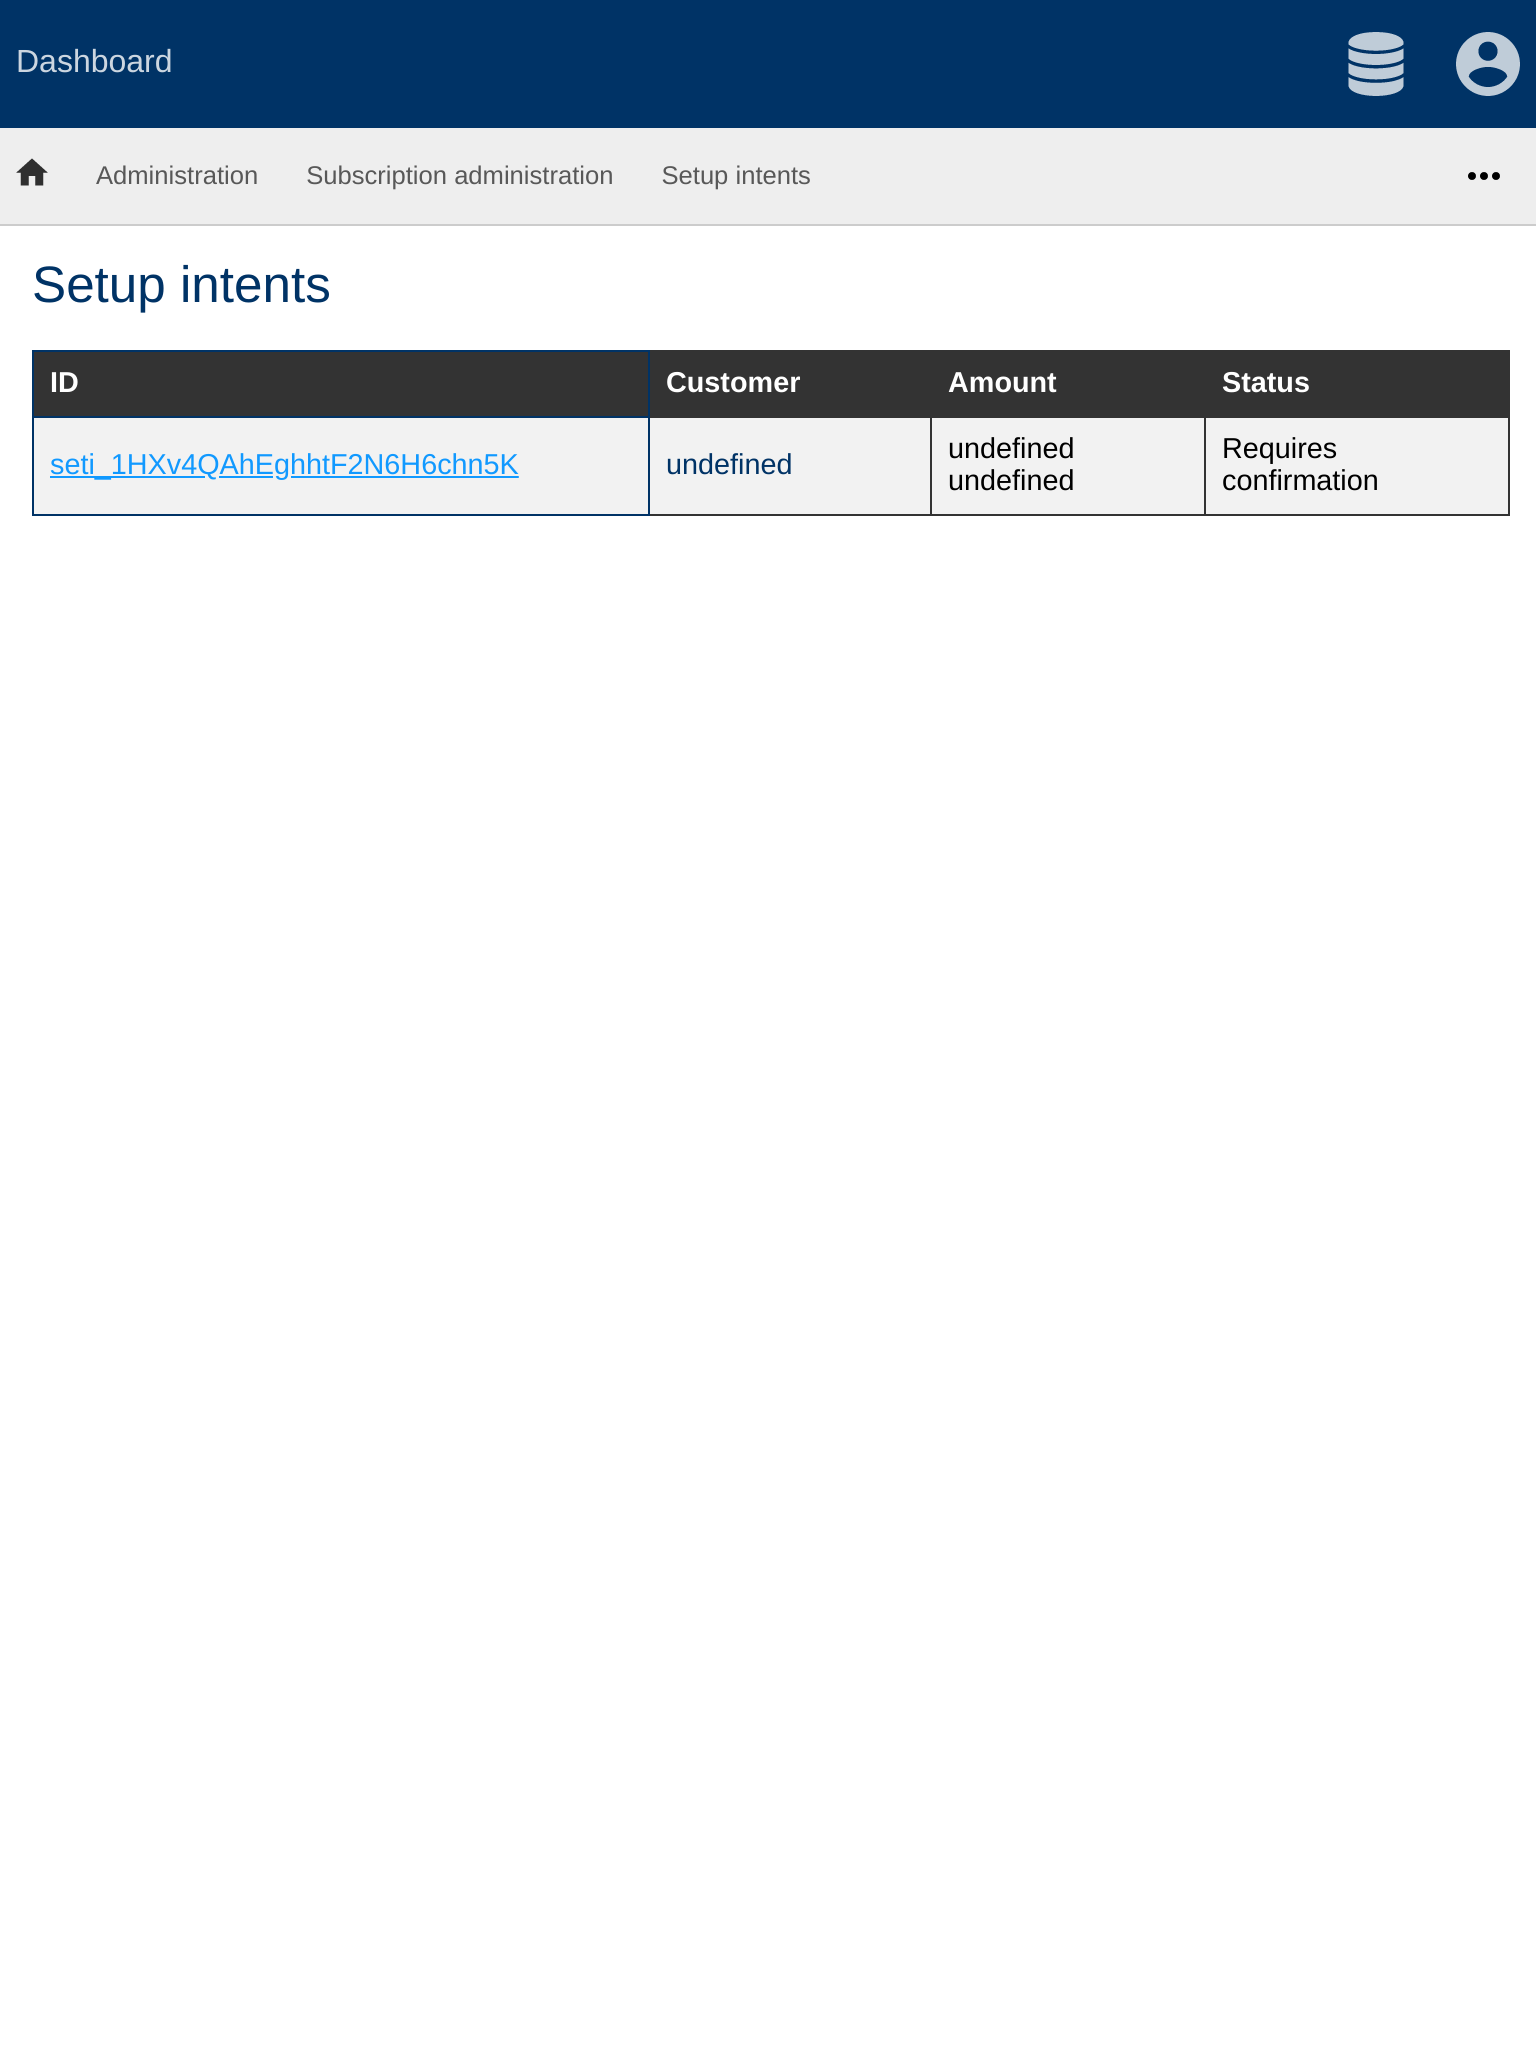 Dashboard
Administration Subscription administration Setup intents
Setup intents
ID Customer Amount Status
seti_1HXv4QAhEghhtF2N6H6chn5K undefined undefined undefined Requires confirmation